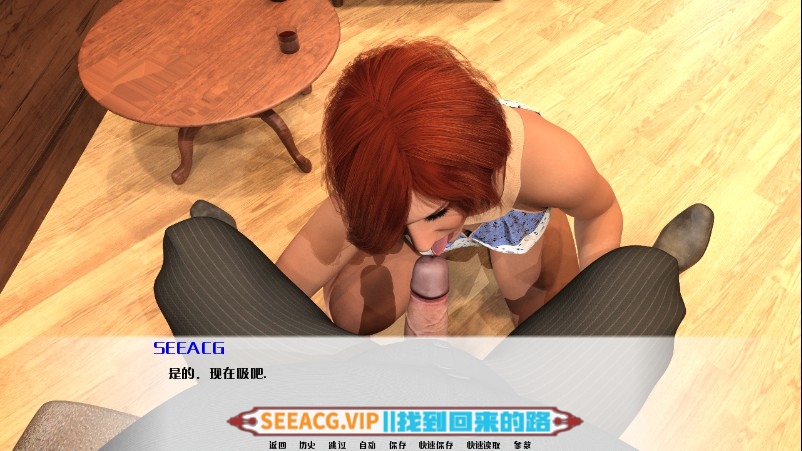 SEEACG
是的，现在吸吧.
SEEACG.VIP||找到回来的路
返回 历史 跳过 自动 保存 快速保存 快速读取 参数